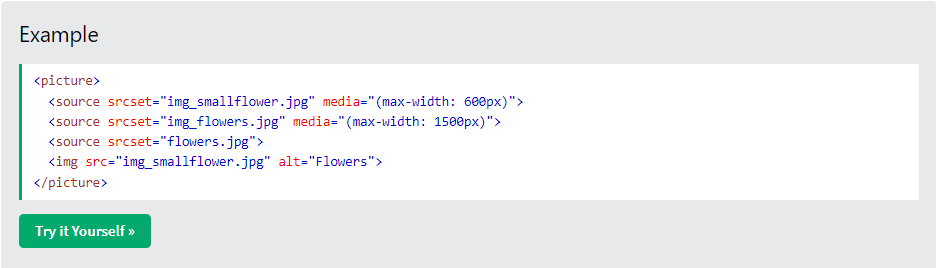 Example
<picture>
  <source srcset="img_smallflower.jpg" media="(max-width: 600px)">
  <source srcset="img_flowers.jpg" media="(max-width: 1500px)">
  <source srcset="flowers.jpg">
  <img src="img_smallflower.jpg" alt="Flowers">
</picture>
Try it Yourself »